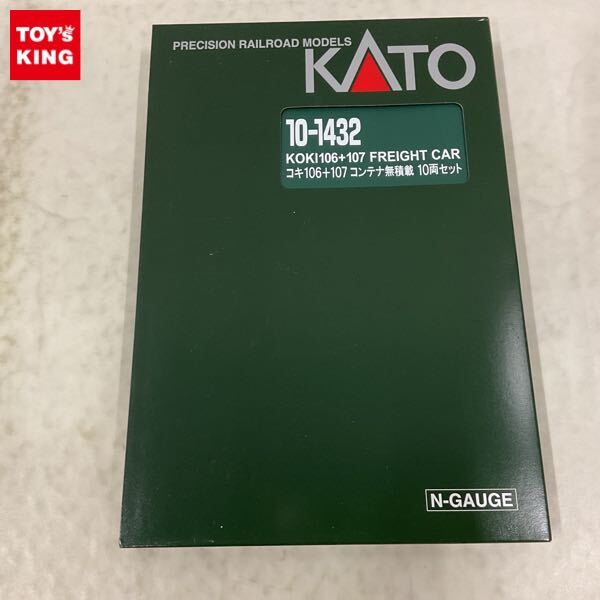 TOY's
KING
PRECISION RAILROAD MODELS
KATO
10-1432
KOKI106+107 FREIGHT CAR
コキ106+107 コンテナ無積載 10両セット
N-GAUGE